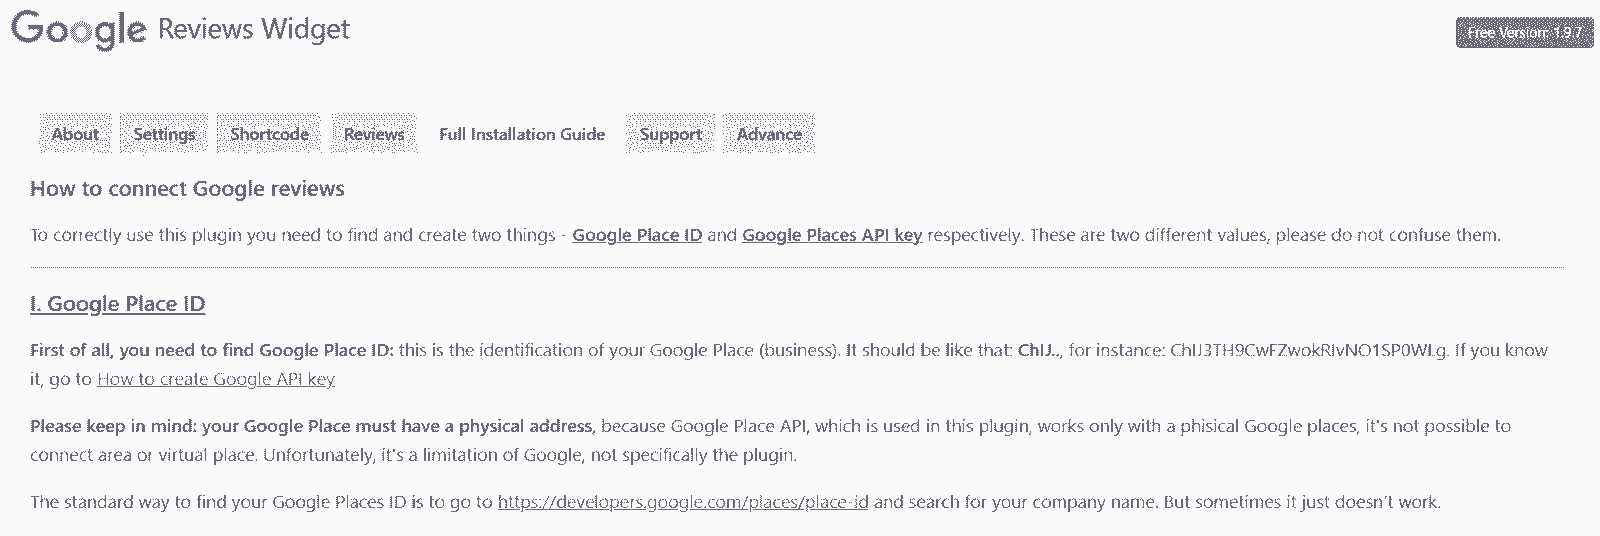 Google Reviews Widget
Free Version: 1.9.7
About Settings Shortcode Reviews Full Installation Guide Support Advance
How to connect Google reviews
To correctly use this plugin you need to find and create two things - Google Place ID and Google Places API key respectively. These are two different values, please do not confuse them.
I. Google Place ID
First of all, you need to find Google Place ID: this is the identification of your Google Place (business). It should be like that: ChIJ.., for instance: ChIJ3TH9CwFZwokRIvNO1SP0WLg. If you know
it, go to How to create Google API key
Please keep in mind: your Google Place must have a physical address, because Google Place API, which is used in this plugin, works only with a phisical Google places, it's not possible to
connect area or virtual place. Unfortunately, it's a limitation of Google, not specifically the plugin.
The standard way to find your Google Places ID is to go to https://developers.google.com/places/place-id and search for your company name. But sometimes it just doesn't work.